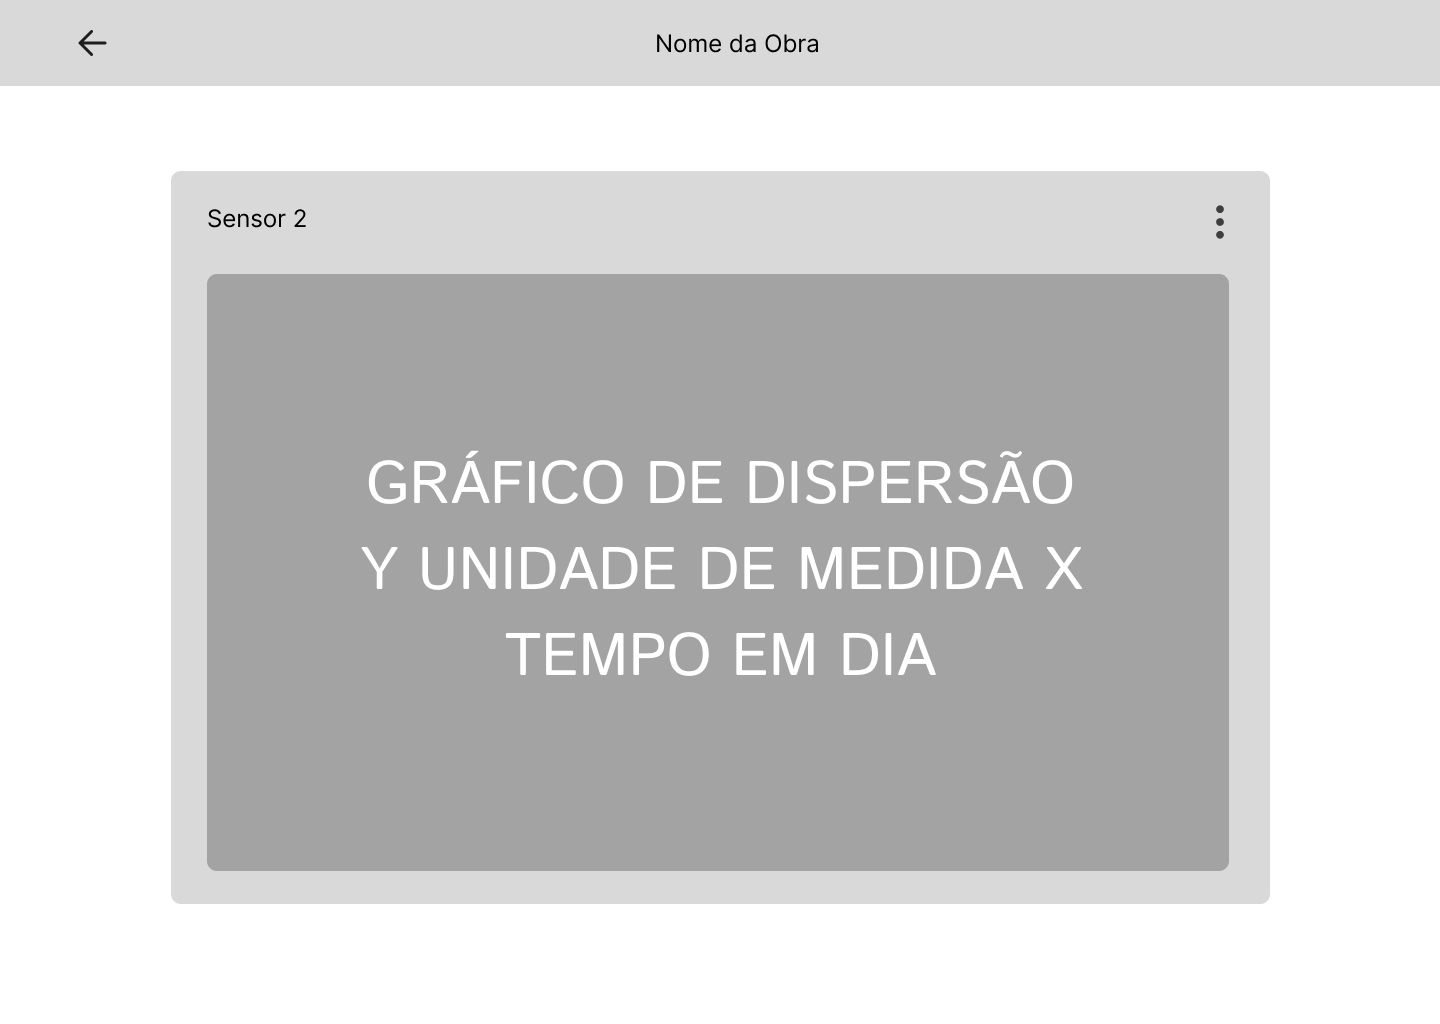 Nome da Obra
Sensor 2
GRÁFICO DE DISPERSÃO
Y UNIDADE DE MEDIDA X
TEMPO EM DIA